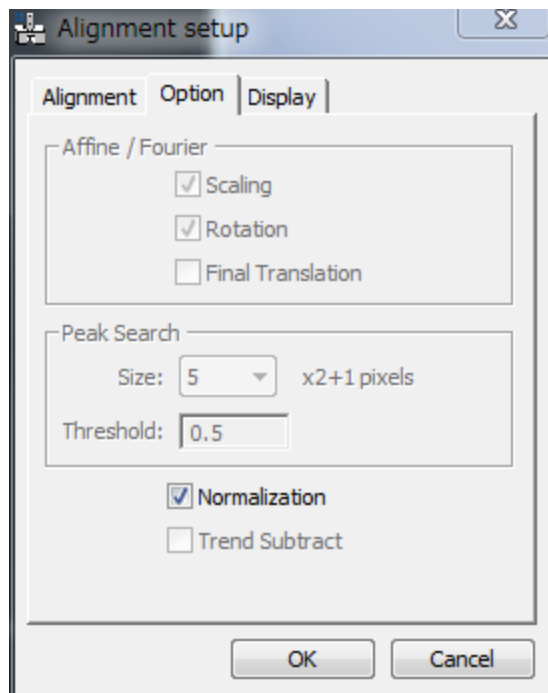 Alignment setup
Alignment Option Display
Affine / Fourier
Scaling
Rotation
Final Translation
Peak Search
Size: 5 x2+1 pixels
Threshold: 0.5
Normalization
Trend Subtract
OK Cancel